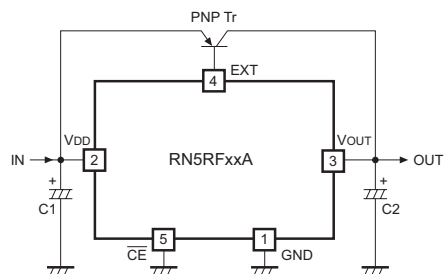 PNP Tr
EXT
4
VDD
VOUT
IN
2
RN5RFxxA
3
OUT
+
+
C1
C2
5
1
CE
GND